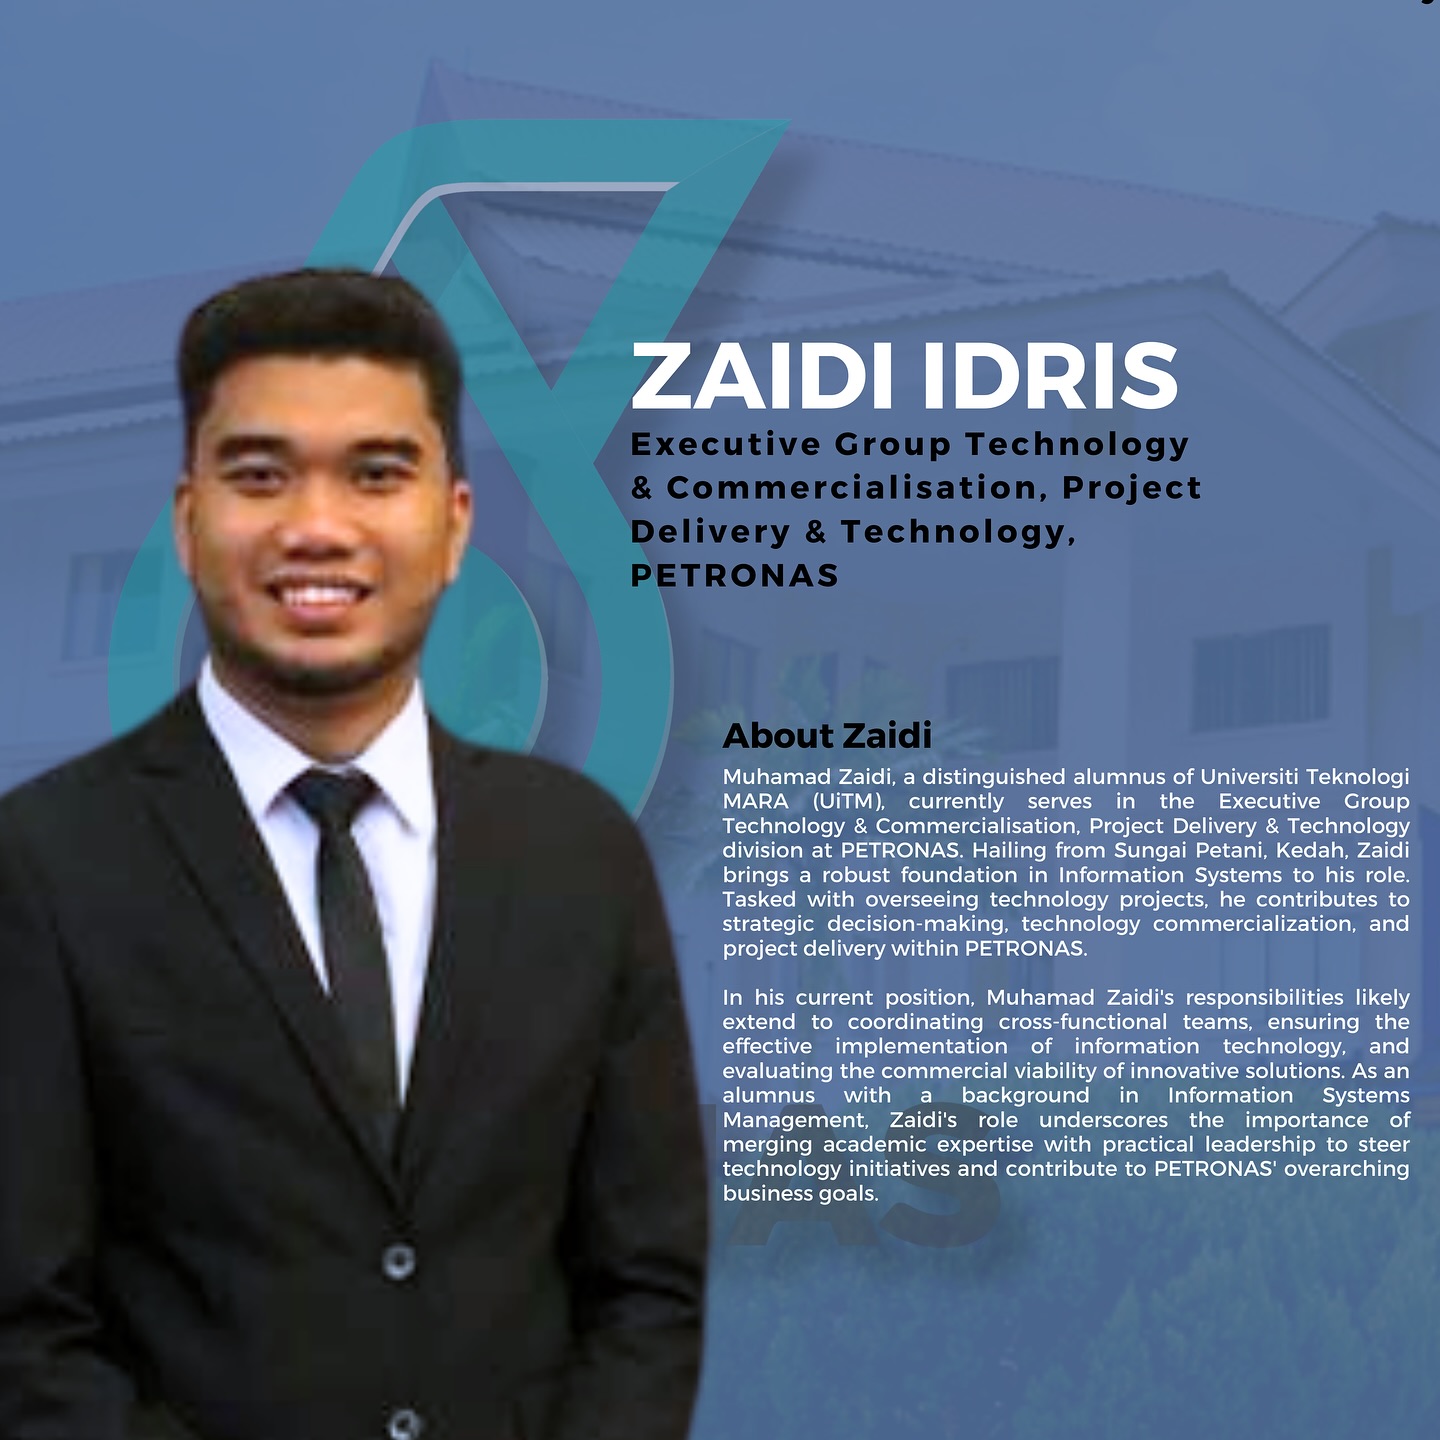 ZAIDI IDRIS
Executive Group Technology
& Commercialisation, Project
Delivery & Technology,
PETRONAS
About Zaidi
Muhamad Zaidi, a distinguished alumnus of Universiti Teknologi
MARA (UiTM), currently serves in the Executive Group
Technology & Commercialisation, Project Delivery & Technology
division at PETRONAS. Hailing from Sungai Petani, Kedah, Zaidi
brings a robust foundation in Information Systems to his role.
Tasked with overseeing technology projects, he contributes to
strategic decision-making, technology commercialization, and
project delivery within PETRONAS.
In his current position, Muhamad Zaidi's responsibilities likely
extend to coordinating cross-functional teams, ensuring the
effective implementation of information technology, and
evaluating the commercial viability of innovative solutions. As an
alumnus with a background in Information Systems
Management, Zaidi's role underscores the importance of
merging academic expertise with practical leadership to steer
technology initiatives and contribute to PETRONAS' overarching
business goals.